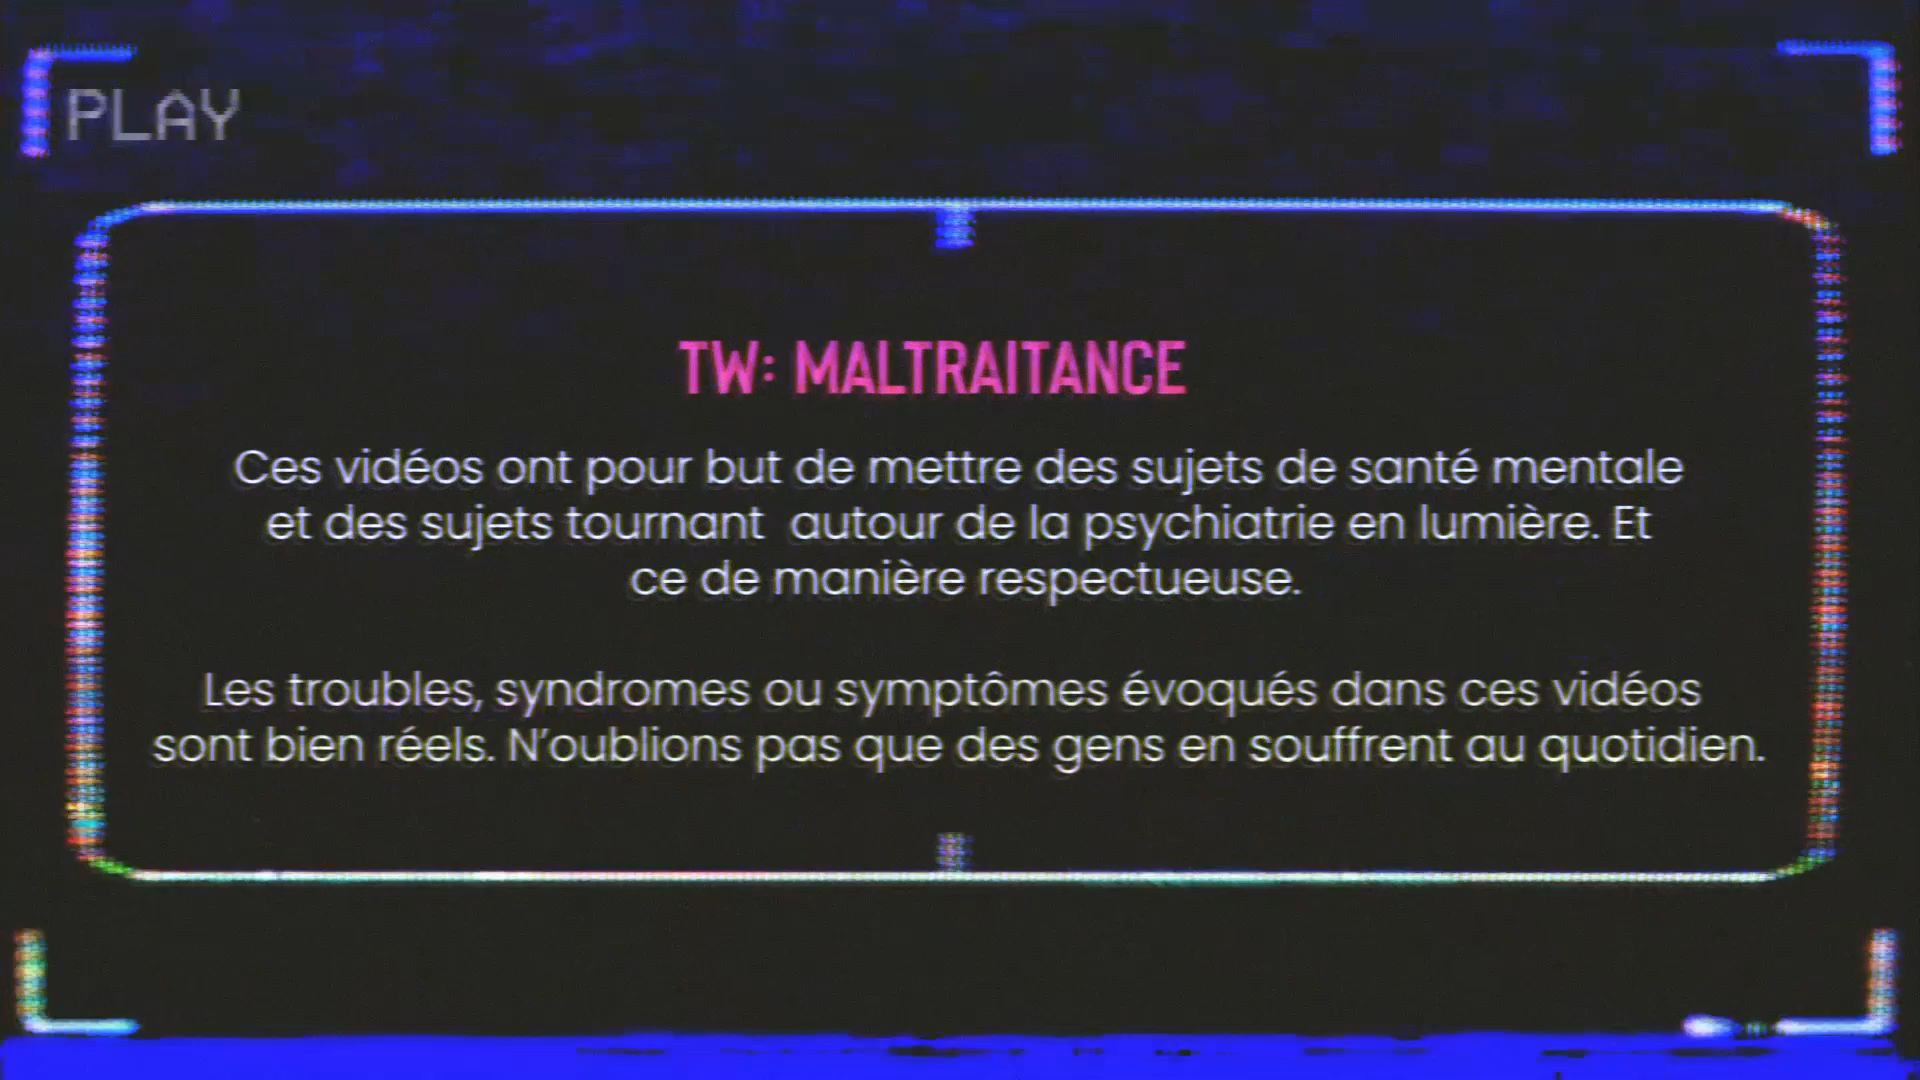 PLAY
TW: MALTRAITANCE
Ces vidéos ont pour but de mettre des sujets de santé mentale
et des sujets tournant  autour de la psychiatrie en lumière. Et
ce de manière respectueuse.
Les troubles, syndromes ou symptômes évoqués dans ces vidéos
sont bien réels. N'oublions pas que des gens en souffrent au quotidien.